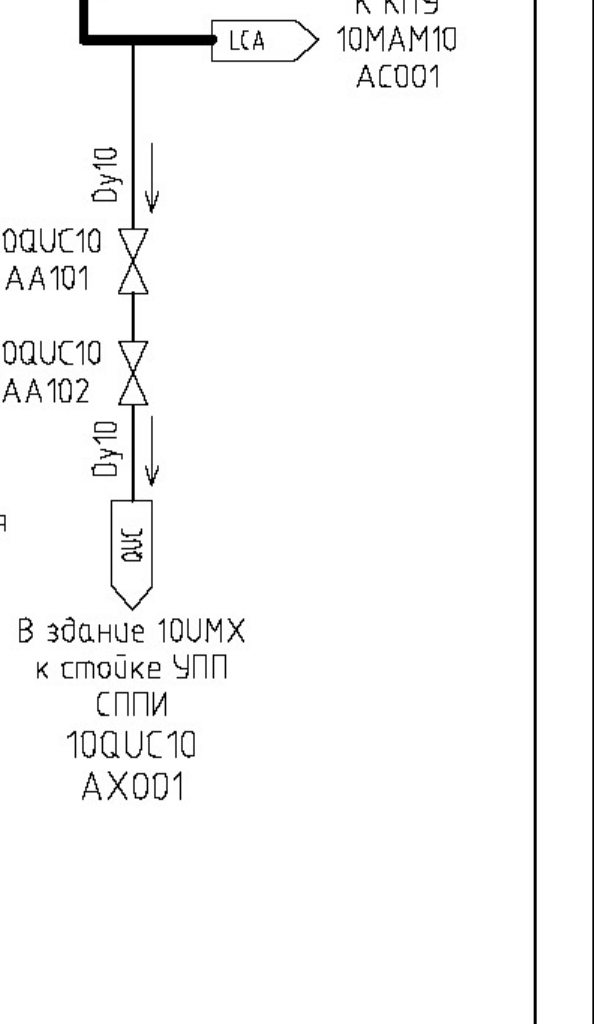 К КПУ
LCA
10MAM10
AC001
Dy10
0QUC10
AA101
0QUC10
AA102
Dy10
я
QUC
В здание 10UMX
к стойке УПП
СППИ
10QUC10
AX001